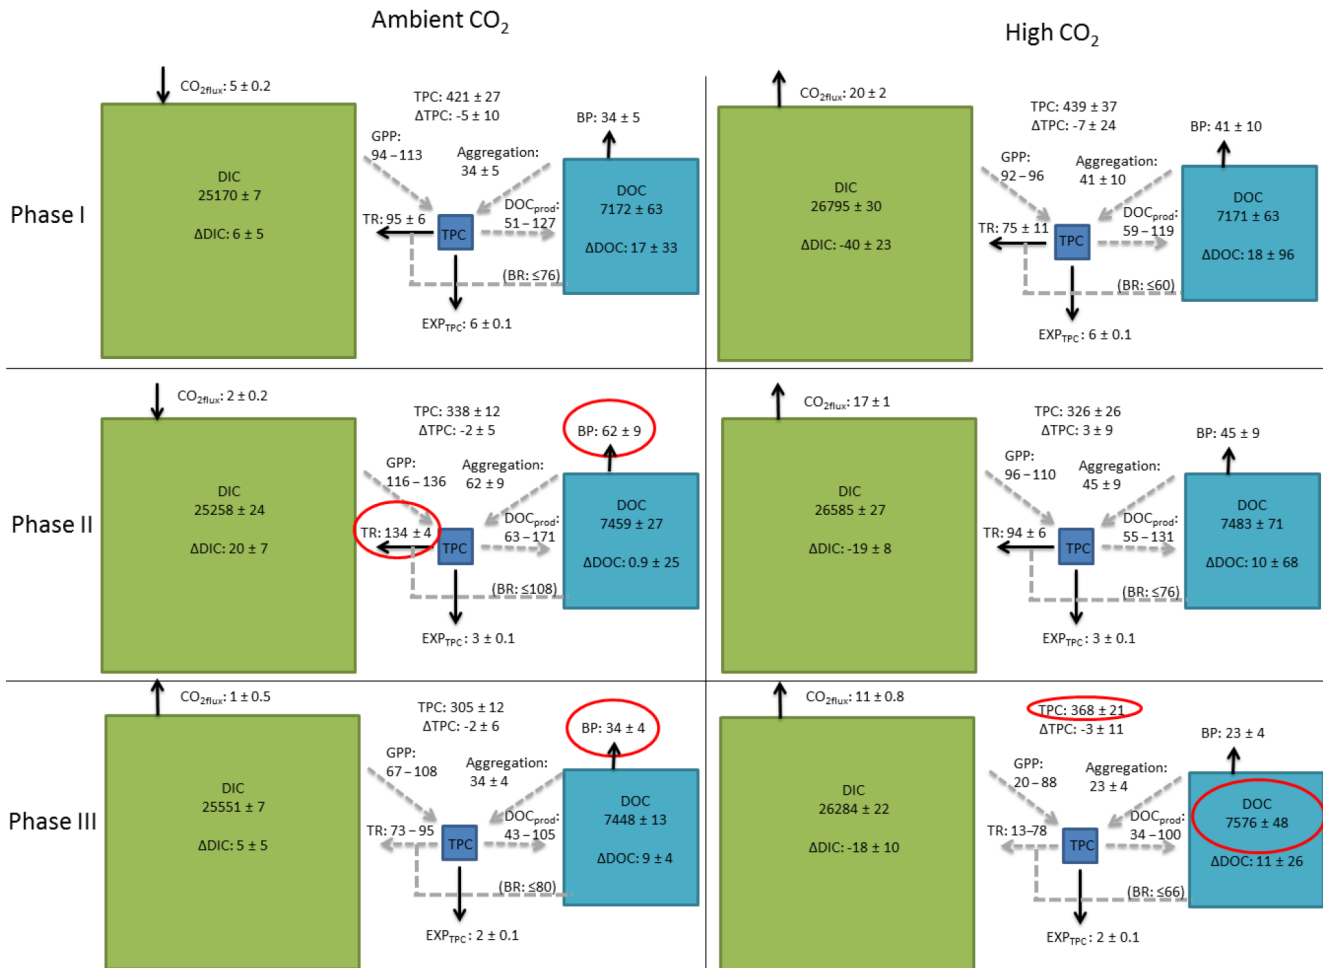 Ambient CO2
High CO2
Phase I
CO2flux: 5 ± 0.2
TPC: 421 ± 27
ΔTPC: -5 ± 10
GPP:
94 – 113
Aggregation:
34 ± 5
BP: 34 ± 5
DIC
25170 ± 7
ΔDIC: 6 ± 5
TR: 95 ± 6
TPC
DOCprod:
51 – 127
DOC
7172 ± 63
ΔDOC: 17 ± 33
(BR: ≤76)
EXPTPC: 6 ± 0.1
CO2flux: 20 ± 2
TPC: 439 ± 37
ΔTPC: -7 ± 24
GPP:
92 – 96
Aggregation:
41 ± 10
BP: 41 ± 10
DIC
26795 ± 30
ΔDIC: -40 ± 23
TR: 75 ± 11
TPC
DOCprod:
59 – 119
DOC
7171 ± 63
ΔDOC: 18 ± 96
(BR: ≤60)
EXPTPC: 6 ± 0.1
Phase II
CO2flux: 2 ± 0.2
TPC: 338 ± 12
ΔTPC: -2 ± 5
GPP:
116 – 136
Aggregation:
62 ± 9
BP: 62 ± 9
DIC
25258 ± 24
ΔDIC: 20 ± 7
TR: 134 ± 4
TPC
DOCprod:
63 – 171
DOC
7459 ± 27
ΔDOC: 0.9 ± 25
(BR: ≤108)
EXPTPC: 3 ± 0.1
CO2flux: 17 ± 1
TPC: 326 ± 26
ΔTPC: 3 ± 9
GPP:
96 – 110
Aggregation:
45 ± 9
BP: 45 ± 9
DIC
26585 ± 27
ΔDIC: -19 ± 8
TR: 94 ± 6
TPC
DOCprod:
55 – 131
DOC
7483 ± 71
ΔDOC: 10 ± 68
(BR: ≤76)
EXPTPC: 3 ± 0.1
Phase III
CO2flux: 1 ± 0.5
TPC: 305 ± 12
ΔTPC: -2 ± 6
GPP:
67 – 108
Aggregation:
34 ± 4
BP: 34 ± 4
DIC
25551 ± 7
ΔDIC: 5 ± 5
TR: 73 – 95
TPC
DOCprod:
43 – 105
DOC
7448 ± 13
ΔDOC: 9 ± 4
(BR: ≤80)
EXPTPC: 2 ± 0.1
CO2flux: 11 ± 0.8
TPC: 368 ± 21
ΔTPC: -3 ± 11
GPP:
20 – 88
Aggregation:
23 ± 4
BP: 23 ± 4
DIC
26284 ± 22
ΔDIC: -18 ± 10
TR: 13–78
TPC
DOCprod:
34 – 100
DOC
7576 ± 48
ΔDOC: 11 ± 26
(BR: ≤66)
EXPTPC: 2 ± 0.1